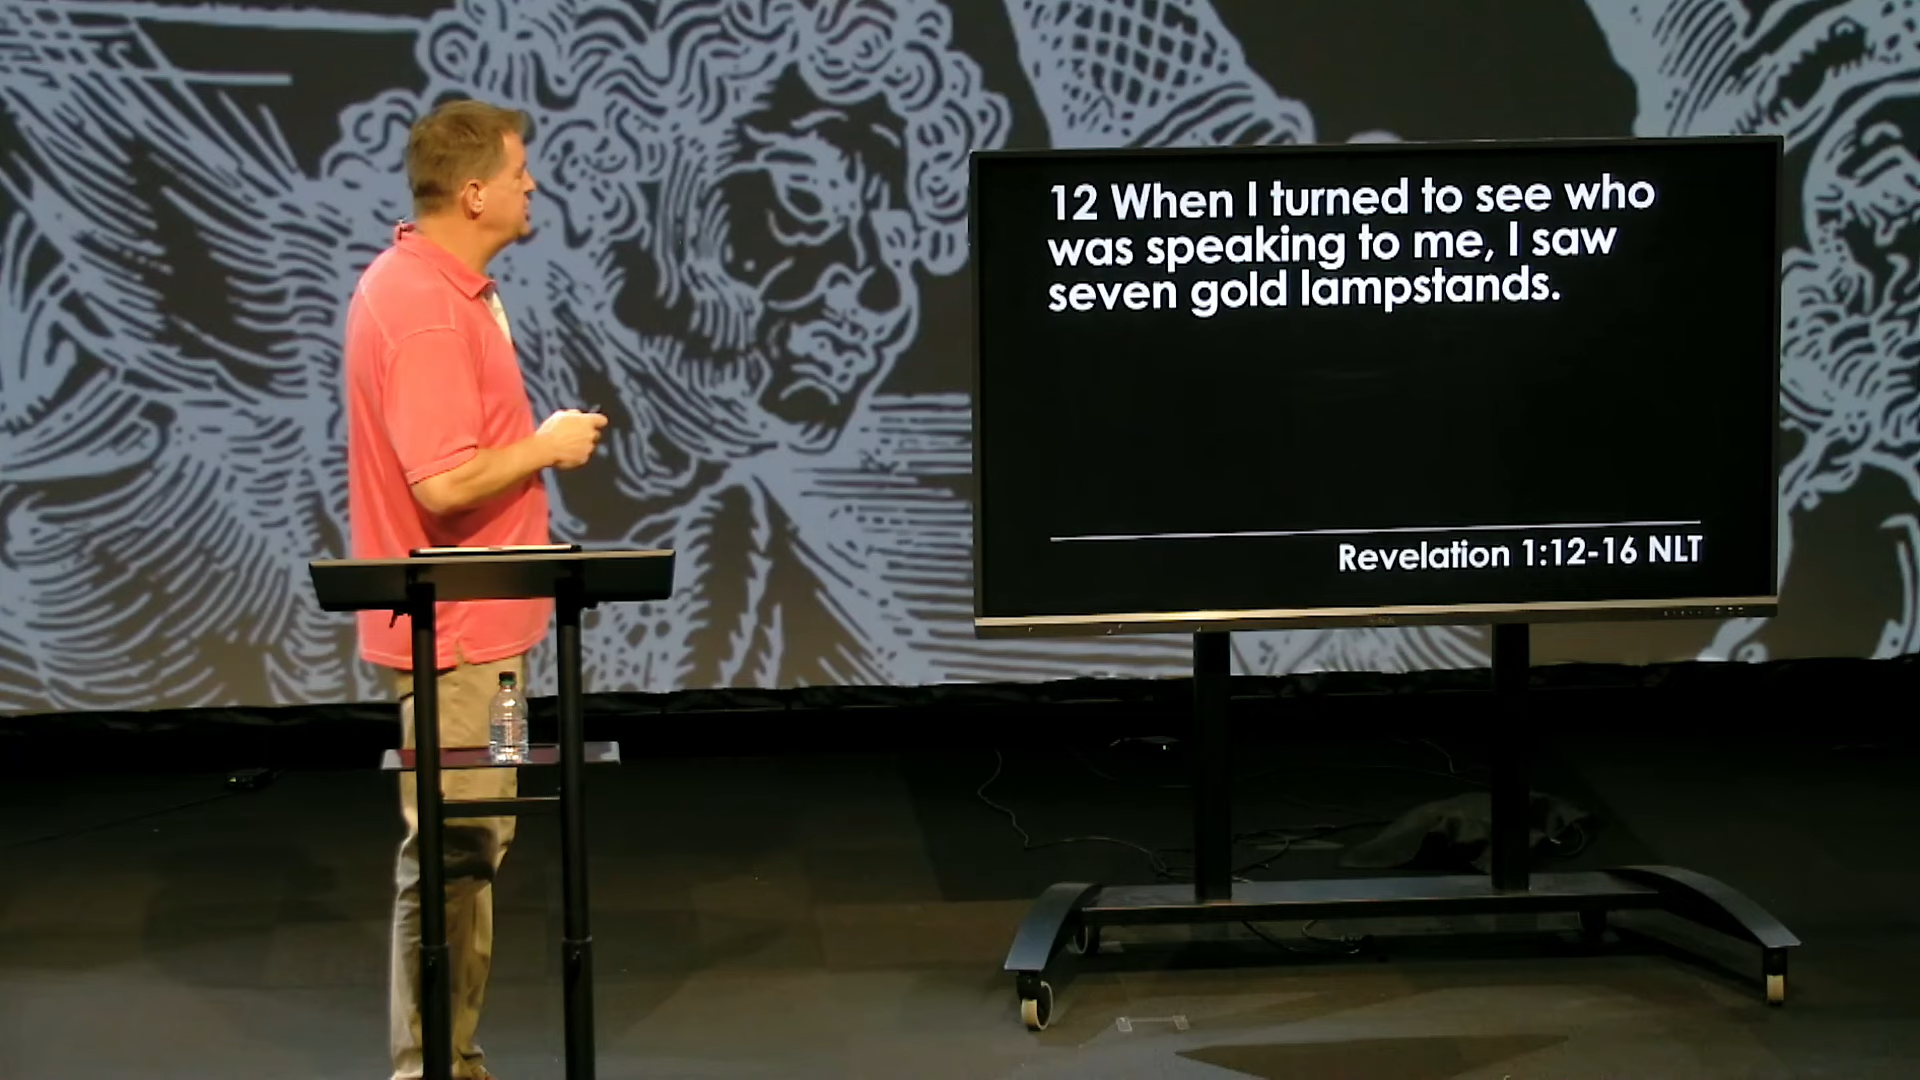 12 When I turned to see who
was speaking to me, I saw
seven gold lampstands.
Revelation 1:12-16 NLT